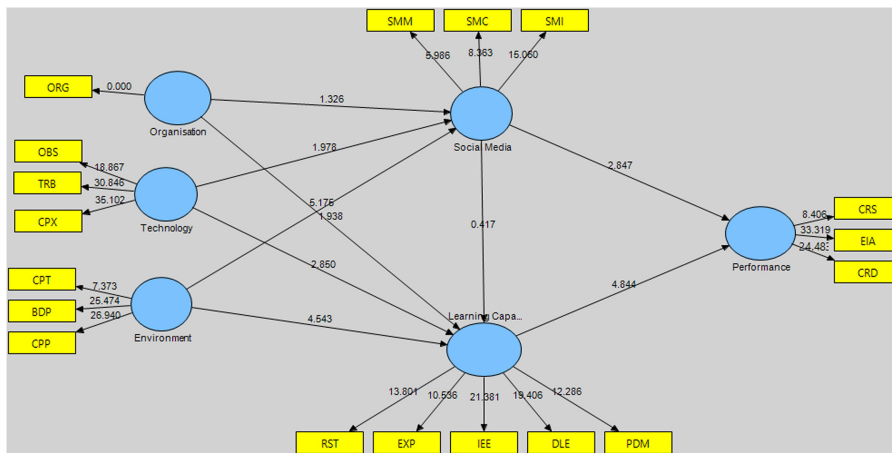 SMM SMC SMI
5.986 8.363 15.060
ORG 0.000
Organisation
1.326
Social Media
OBS 18.867
TRB 30.846
CPX 35.102
Technology
1.978
5.175
1.938
2.847
0.417
CRS 8.406
EIA 33.319
CRD
Performance
2.850
4.844
CPT 7.373
BDP 25.474
CPP 26.940
Environment
4.543
Learning Capa...
13.801 10.536 21.381 19.406 12.286
RST EXP IEE DLE PDM